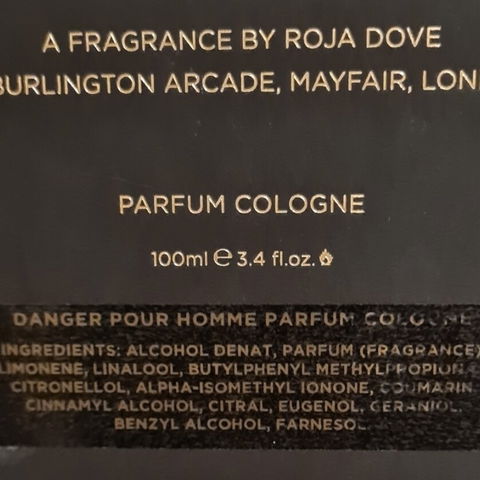 A FRAGRANCE BY ROJA DOVE
BURLINGTON ARCADE, MAYFAIR, LON
PARFUM COLOGNE
100ml e 3.4 fl.oz.
DANGER POUR HOMME PARFUM COLOGNE
INGREDIENTS: ALCOHOL DENAT, PARFUM (FRAGRANCE)
LIMONENE, LINALOOL, BUTYLPHENYL METHYLPROPIONA
CITRONELLOL, ALPHA-ISOMETHYL IONONE, COUMARIN
CINNAMYL ALCOHOL, CITRAL, EUGENOL, GERANIOL,
BENZYL ALCOHOL, FARNESOL